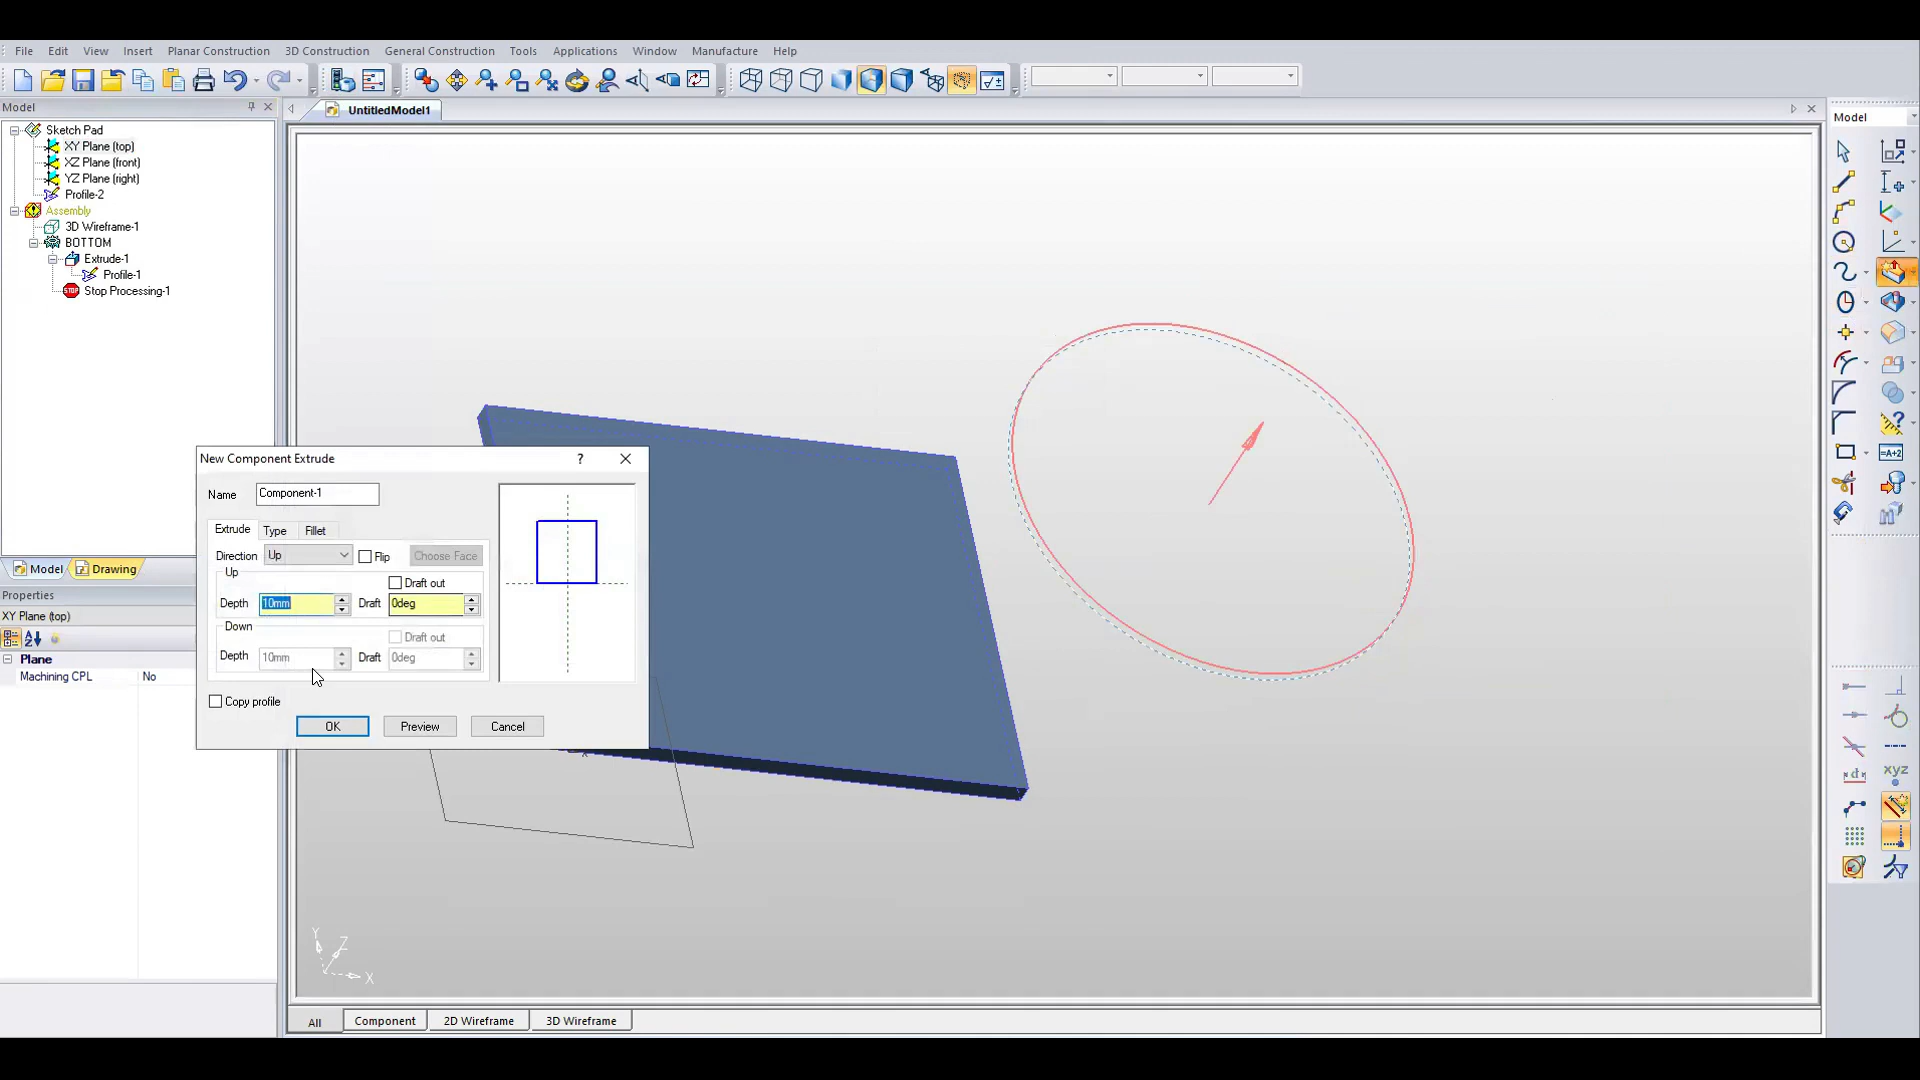 File Edit View Insert Planar Construction 3D Construction General Construction Tools Applications Window Manufacture Help
Model
UntitledModel1
Model
Sketch Pad
XY Plane (top)
XZ Plane (front)
YZ Plane (right)
Profile-2
Assembly
3D Wireframe-1
BOTTOM
Extrude-1
Profile-1
STOP Stop Processing-1
New Component Extrude ?
Name Component-1
Extrude Type Fillet
Direction Up Flip Choose Face
Up
Draft out
Depth 10mm Draft 0deg
Down
Draft out
Depth 10mm Draft 0deg
Copy profile
OK Preview Cancel
Model Drawing
Properties
XY Plane (top)
Plane
Machining CPL No
Y Z X
All Component 2D Wireframe 3D Wireframe
=A+2
d
xyz